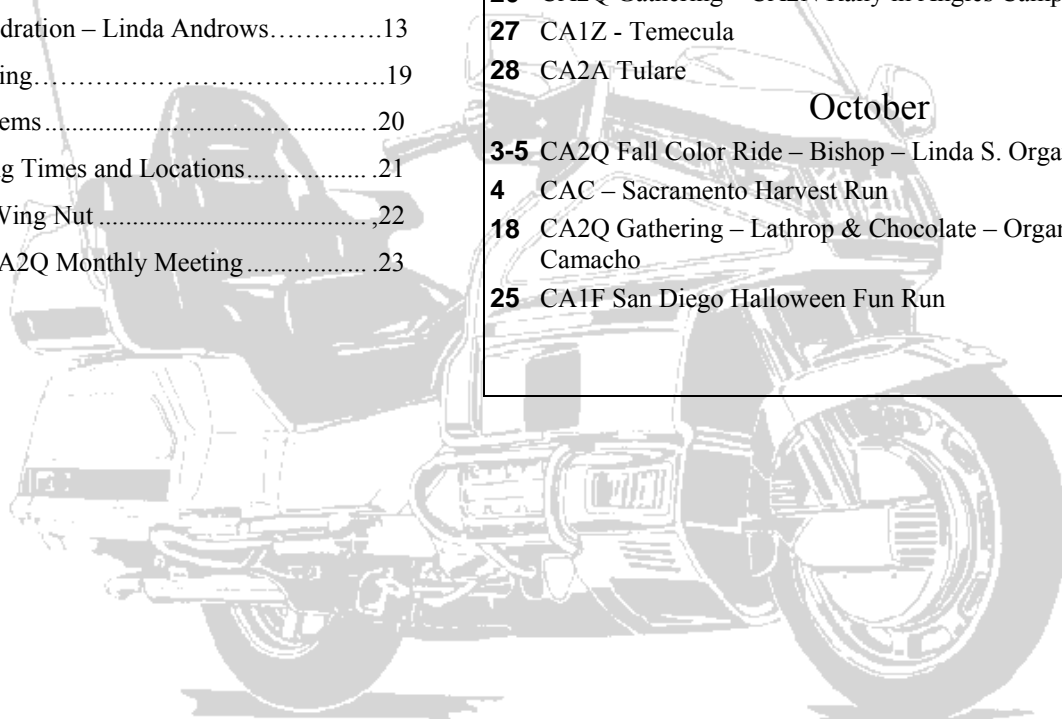 dration – Linda Androws.............13
ing..........................................19
ems.......................................... .20
g Times and Locations................ .21
Wing Nut .................................. ,22
A2Q Monthly Meeting ................. .23
27 CA1Z - Temecula
28 CA2A Tulare
October
3-5 CA2Q Fall Color Ride – Bishop – Linda S. Orga
4 CAC – Sacramento Harvest Run
18 CA2Q Gathering – Lathrop & Chocolate – Organ
Camacho
25 CA1F San Diego Halloween Fun Run